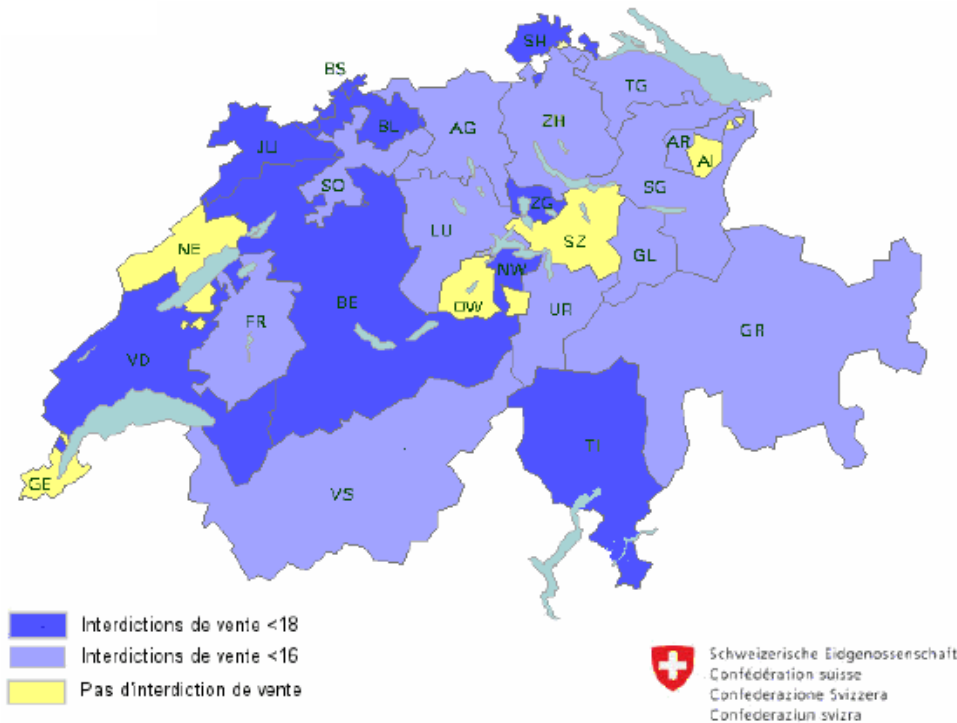 SH
BS
TG
BL
AG
ZH
JU
AR
AI
SO
SG
ZG
LU
SZ
NE
GL
NW
OW
BE
UR
FR
GR
VD
TI
GE
VS
Interdictions de vente <18
Interdictions de vente <16
Pas d'interdiction de vente
Schweizerische Eidgenossenschaft
Confédération suisse
Confederazione Svizzera
Confederaziun svizra